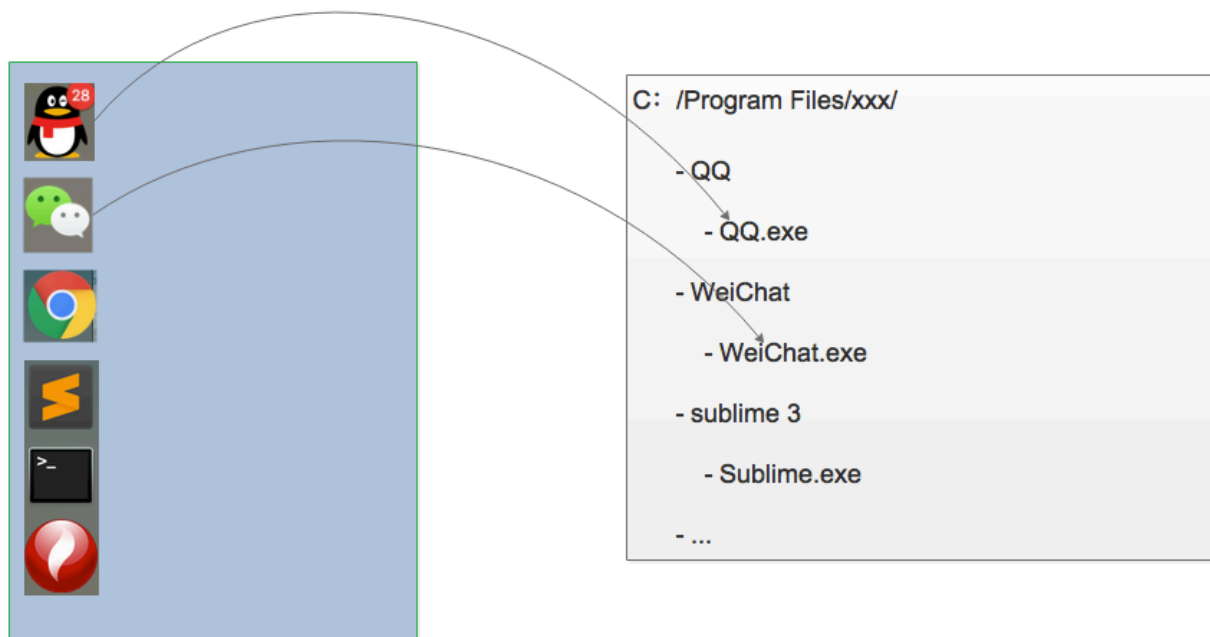 28
>_
C: /Program Files/xxx/
- QQ
- QQ.exe
- WeiChat
- WeiChat.exe
- sublime 3
- Sublime.exe
- ...